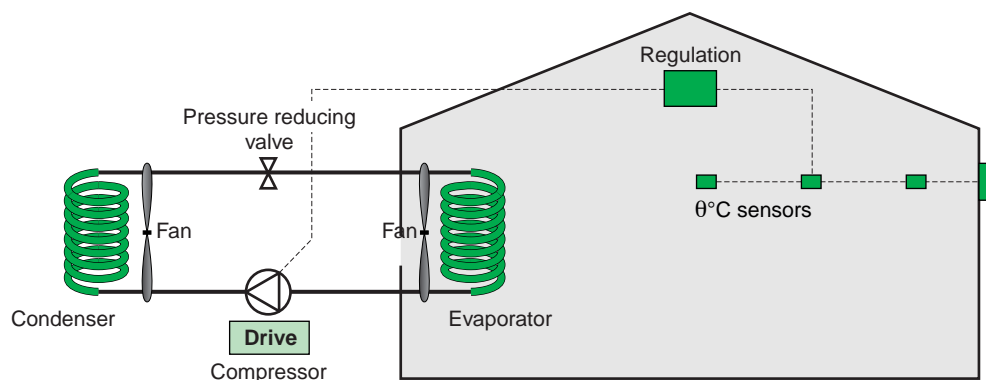 Regulation
Pressure reducing
valve
θ°C sensors
Fan
Fan
Condenser
Evaporator
Drive
Compressor